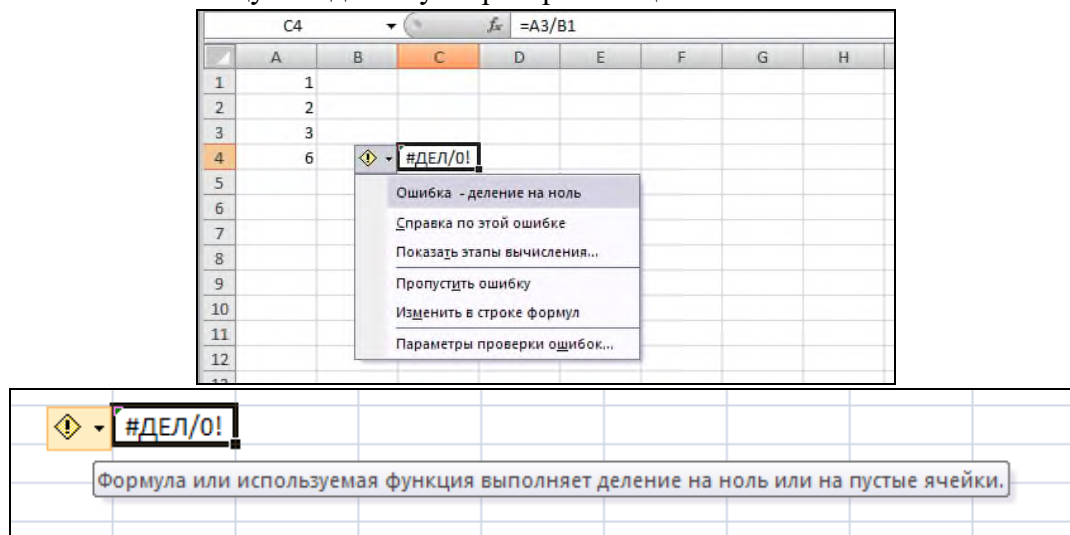 C4 fx =A3/B1
A B C D E F G H
1 1
2 2
3 3
4 6 #ДЕЛ/0!
5 Ошибка - деление на ноль
6 Справка по этой ошибке
7 Показать этапы вычисления...
8
9 Пропустить ошибку
10 Изменить в строке формул
11 Параметры проверки ошибок...
12
#ДЕЛ/0!
Формула или используемая функция выполняет деление на ноль или на пустые ячейки.